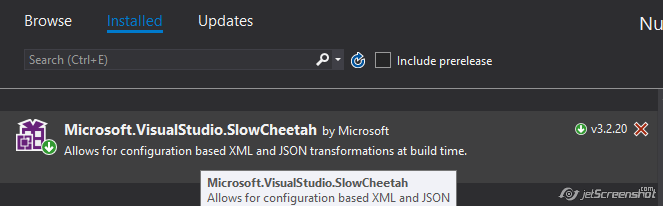 Browse Installed Updates Nu
Search (Ctrl+E) Include prerelease
Microsoft.VisualStudio.SlowCheetah by Microsoft v3.2.20
Allows for configuration based XML and JSON transformations at build time.
Microsoft.VisualStudio.SlowCheetah
Allows for configuration based XML and JSON
jetScreenshot.com